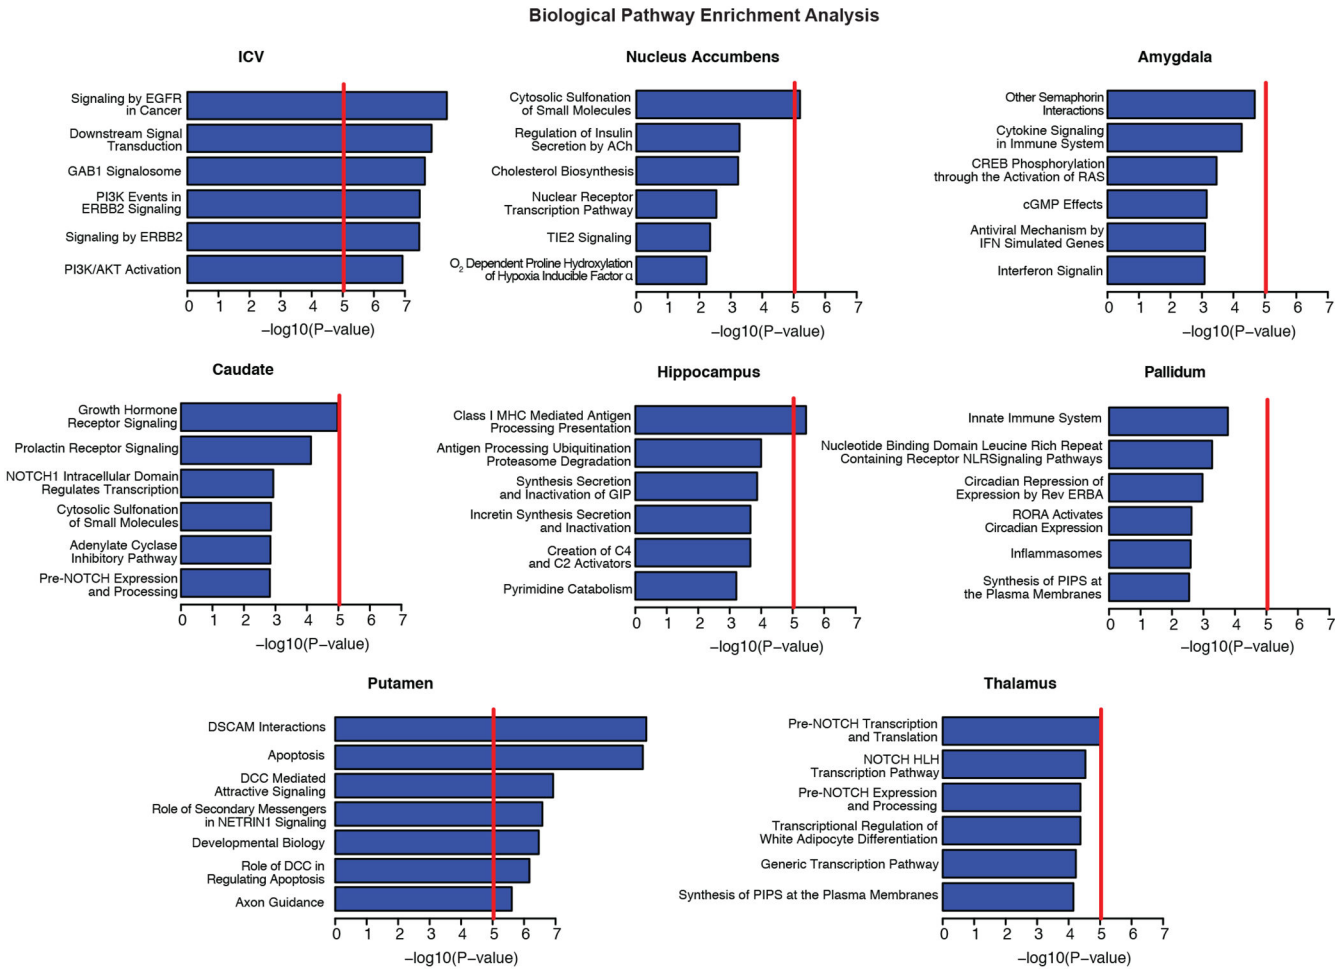 Biological Pathway Enrichment Analysis
ICV
Signaling by EGFR
in Cancer
Downstream Signal
Transduction
GAB1 Signalosome
PI3K Events in
ERBB2 Signaling
Signaling by ERBB2
PI3K/AKT Activation
0 1 2 3 4 5 6 7
−log10(P−value)
Nucleus Accumbens
Cytosolic Sulfonation
of Small Molecules
Regulation of Insulin
Secretion by ACh
Cholesterol Biosynthesis
Nuclear Receptor
Transcription Pathway
TIE2 Signaling
O2 Dependent Proline Hydroxylation
of Hypoxia Inducible Factor α
0 1 2 3 4 5 6 7
−log10(P−value)
Amygdala
Other Semaphorin
Interactions
Cytokine Signaling
in Immune System
CREB Phosphorylation
through the Activation of RAS
cGMP Effects
Antiviral Mechanism by
IFN Simulated Genes
Interferon Signalin
0 1 2 3 4 5 6 7
−log10(P−value)
Caudate
Growth Hormone
Receptor Signaling
Prolactin Receptor Signaling
NOTCH1 Intracellular Domain
Regulates Transcription
Cytosolic Sulfonation
of Small Molecules
Adenylate Cyclase
Inhibitory Pathway
Pre-NOTCH Expression
and Processing
0 1 2 3 4 5 6 7
−log10(P−value)
Hippocampus
Class I MHC Mediated Antigen
Processing Presentation
Antigen Processing Ubiquitination
Proteasome Degradation
Synthesis Secretion
and Inactivation of GIP
Incretin Synthesis Secretion
and Inactivation
Creation of C4
and C2 Activators
Pyrimidine Catabolism
0 1 2 3 4 5 6 7
−log10(P−value)
Pallidum
Innate Immune System
Nucleotide Binding Domain Leucine Rich Repeat
Containing Receptor NLRSignaling Pathways
Circadian Repression of
Expression by Rev ERBA
RORA Activates
Circadian Expression
Inflammasomes
Synthesis of PIPS at
the Plasma Membranes
0 1 2 3 4 5 6 7
−log10(P−value)
Putamen
DSCAM Interactions
Apoptosis
DCC Mediated
Attractive Signaling
Role of Secondary Messengers
in NETRIN1 Signaling
Developmental Biology
Role of DCC in
Regulating Apoptosis
Axon Guidance
0 1 2 3 4 5 6 7
−log10(P−value)
Thalamus
Pre-NOTCH Transcription
and Translation
NOTCH HLH
Transcription Pathway
Pre-NOTCH Expression
and Processing
Transcriptional Regulation of
White Adipocyte Differentiation
Generic Transcription Pathway
Synthesis of PIPS at the Plasma Membranes
0 1 2 3 4 5 6 7
−log10(P−value)